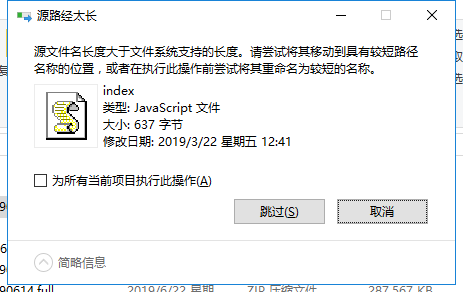 源路径太长
源文件名长度大于文件系统支持的长度。请尝试将其移动到具有较短路径
名称的位置，或者在执行此操作前尝试将其重命名为较短的名称。
index
类型: JavaScript 文件
大小: 637 字节
修改日期: 2019/3/22 星期五 12:41
为所有当前项目执行此操作(A)
跳过(S)
取消
简略信息
90614.full 2019/6/22 星期 ZIP 压缩文件 287,567 KB
选
取
选